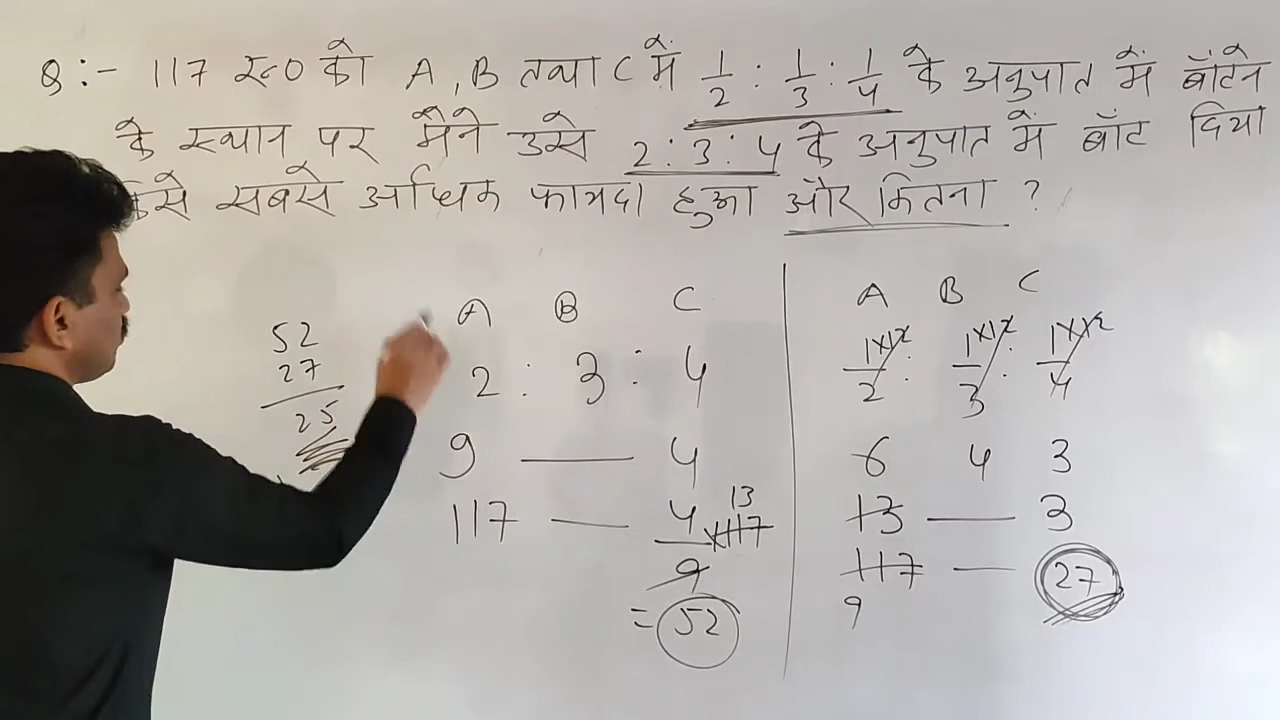 Q :- 117 रू0 को A, B तथा C में 1/2 : 1/3 : 1/4 के अनुपात में बाँटने
के स्थान पर मैंने उसे 2 : 3 : 4 के अनुपात में बाँट दिया
किसे सबसे अधिक फायदा हुआ और कितना ?
52
27
25
A B C
2 : 3 : 4
9 — 4
117 — 4 × 117 / 9
13
= 52
A B C
1×12/2 : 1×12/3 : 1×12/4
6 4 3
13 — 3
117 — 27
9